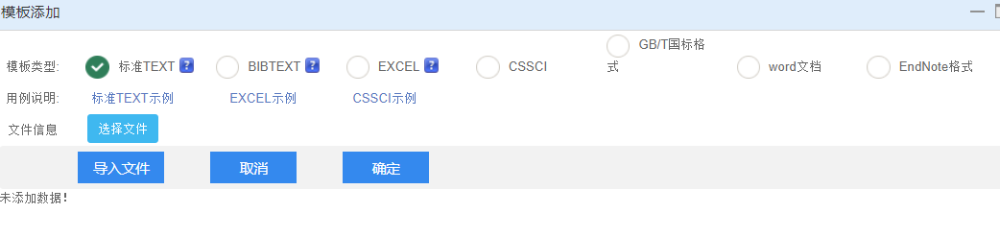 模板添加
模板类型: 标准TEXT ? BIBTEXT ? EXCEL ? CSSCI GB/T国标格式 word文档 EndNote格式
用例说明: 标准TEXT示例 EXCEL示例 CSSCI示例
文件信息 选择文件
导入文件 取消 确定
未添加数据!